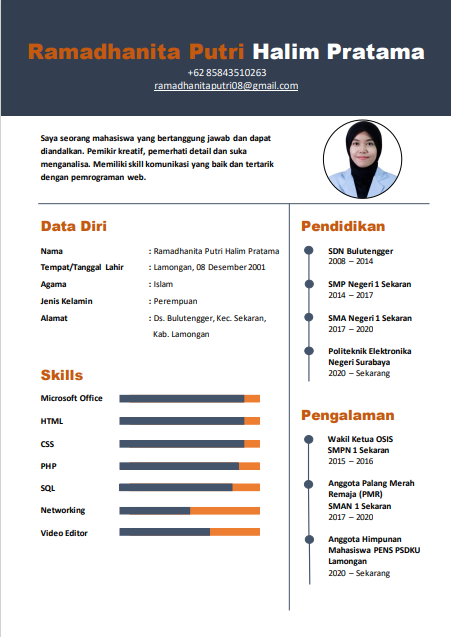 Ramadhanita Putri Halim Pratama
+62 85843510263
ramadhanitaputri08@gmail.com
Saya seorang mahasiswa yang bertanggung jawab dan dapat
diandalkan. Pemikir kreatif, pemerhati detail dan suka
menganalisa. Memiliki skill komunikasi yang baik dan tertarik
dengan pemrograman web.
Data Diri
Nama : Ramadhanita Putri Halim Pratama
Tempat/Tanggal Lahir : Lamongan, 08 Desember 2001
Agama : Islam
Jenis Kelamin : Perempuan
Alamat : Ds. Bulutengger, Kec. Sekaran,
Kab. Lamongan
Skills
Microsoft Office
HTML
CSS
PHP
SQL
Networking
Video Editor
Pendidikan
SDN Bulutengger
2008 – 2014
SMP Negeri 1 Sekaran
2014 – 2017
SMA Negeri 1 Sekaran
2017 – 2020
Politeknik Elektronika
Negeri Surabaya
2020 – Sekarang
Pengalaman
Wakil Ketua OSIS
SMPN 1 Sekaran
2015 – 2016
Anggota Palang Merah
Remaja (PMR)
SMAN 1 Sekaran
2017 – 2020
Anggota Himpunan
Mahasiswa PENS PSDKU
Lamongan
2020 – Sekarang